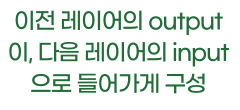 이전 레이어의 output
이, 다음 레이어의 input
으로 들어가게 구성